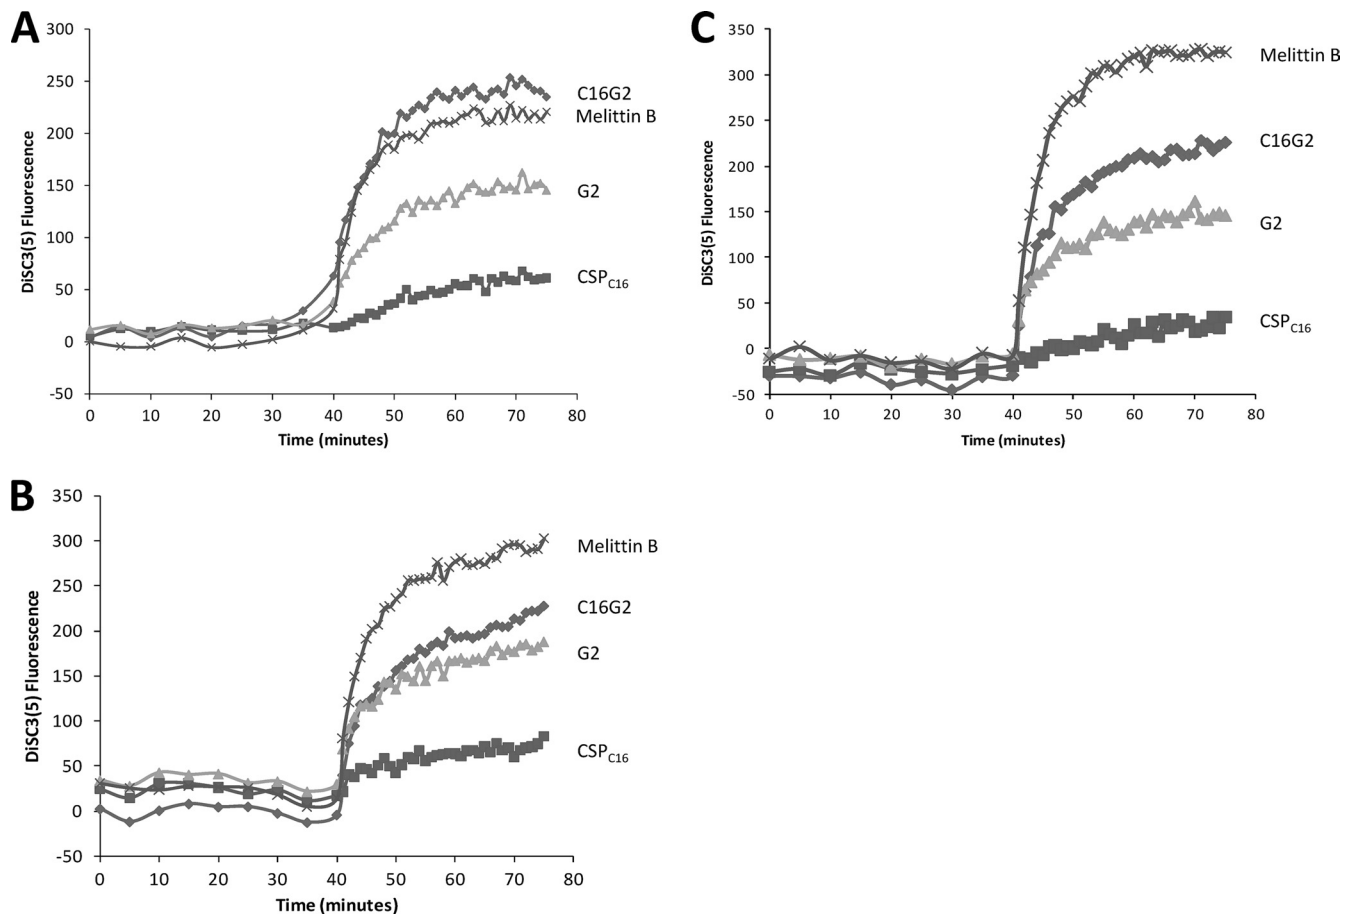 A
300
250
200
150
100
50
0
-50
DiSC3(5) Fluorescence
0 10 20 30 40 50 60 70 80
Time (minutes)
C16G2
Melittin B
G2
CSPC16
C
350
300
250
200
150
100
50
0
-50
DiSC3(5) Fluorescence
0 10 20 30 40 50 60 70 80
Time (minutes)
Melittin B
C16G2
G2
CSPC16
B
350
300
250
200
150
100
50
0
-50
DiSC3(5) Fluorescence
0 10 20 30 40 50 60 70 80
Time (minutes)
Melittin B
C16G2
G2
CSPC16